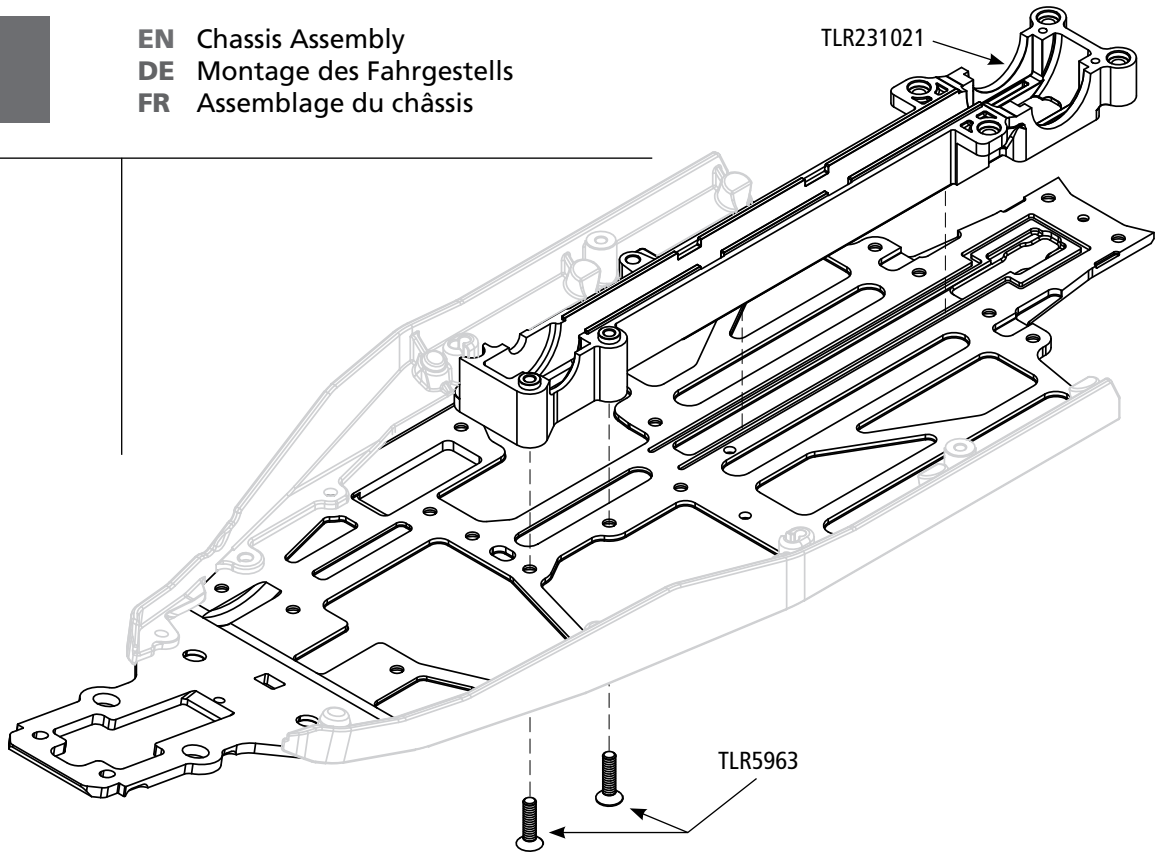 EN Chassis Assembly
DE Montage des Fahrgestells
FR Assemblage du châssis
TLR231021
TLR5963